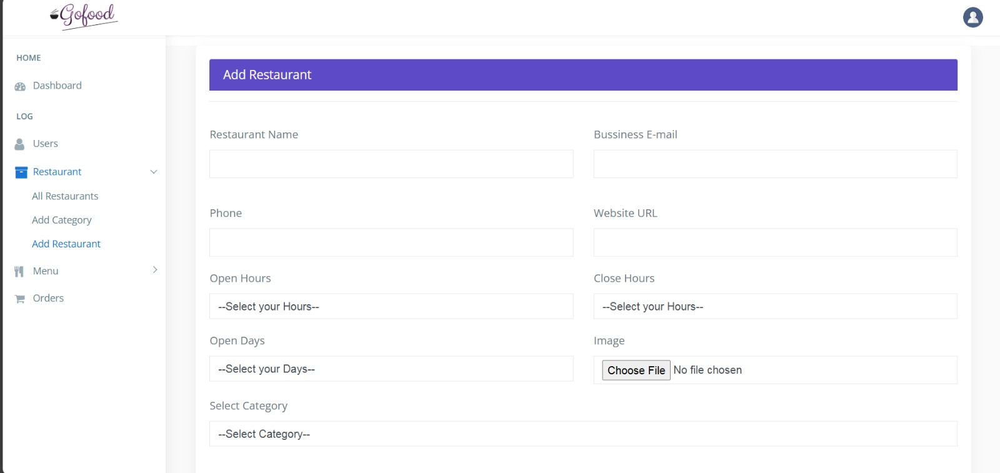 Gofood
HOME
Dashboard
LOG
Users
Restaurant
All Restaurants
Add Category
Add Restaurant
Menu
Orders
Add Restaurant
Restaurant Name
Bussiness E-mail
Phone
Website URL
Open Hours
Close Hours
--Select your Hours--
--Select your Hours--
Open Days
Image
--Select your Days--
Choose File No file chosen
Select Category
--Select Category--